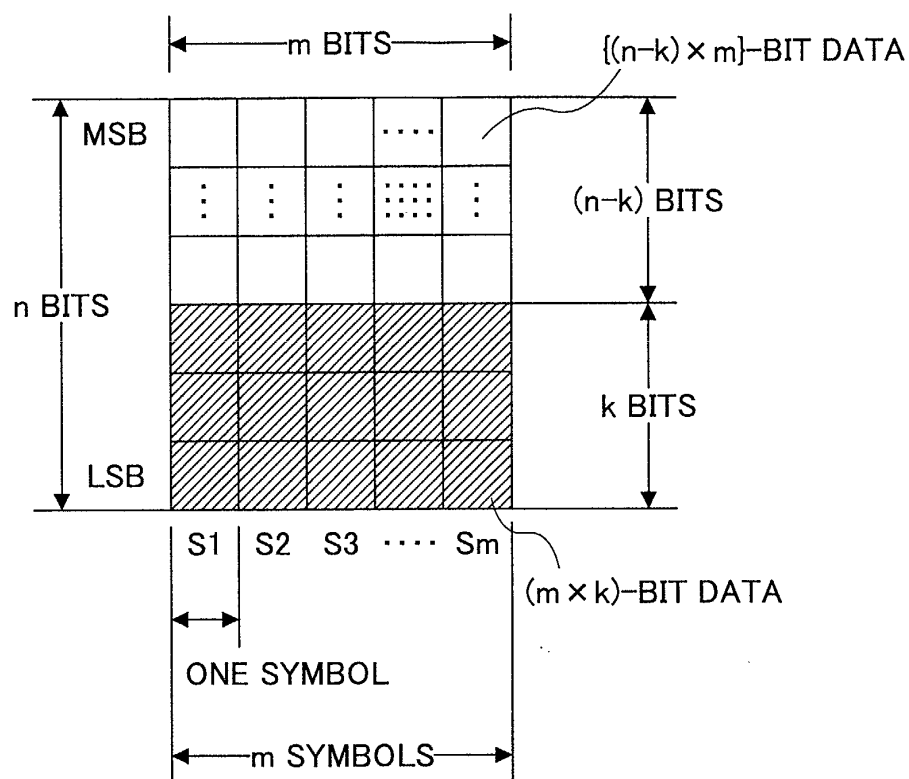 m BITS
{(n-k)×m}-BIT DATA
MSB
····
(n-k) BITS
n BITS
k BITS
LSB
S1 S2 S3 ···· Sm
(m×k)-BIT DATA
ONE SYMBOL
m SYMBOLS